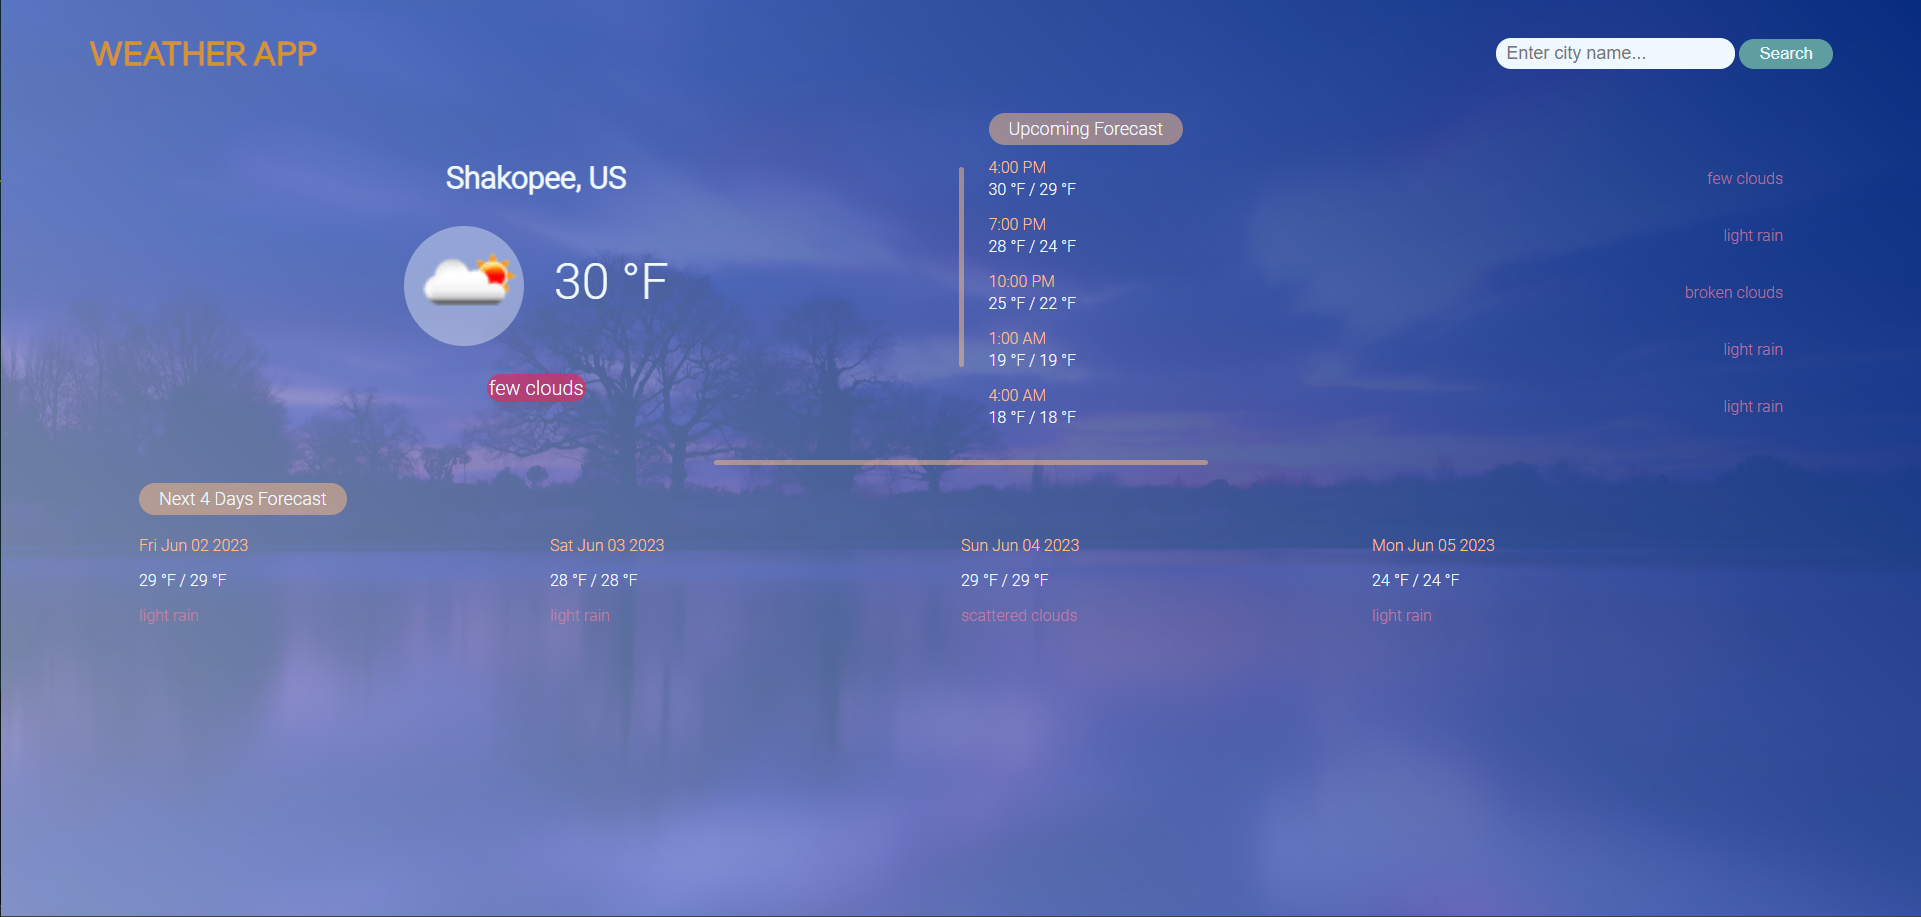 WEATHER APP
Enter city name...
Search
Shakopee, US
30 °F
few clouds
Upcoming Forecast
4:00 PM
30 °F / 29 °F
few clouds
7:00 PM
28 °F / 24 °F
light rain
10:00 PM
25 °F / 22 °F
broken clouds
1:00 AM
19 °F / 19 °F
light rain
4:00 AM
18 °F / 18 °F
light rain
Next 4 Days Forecast
Fri Jun 02 2023
29 °F / 29 °F
light rain
Sat Jun 03 2023
28 °F / 28 °F
light rain
Sun Jun 04 2023
29 °F / 29 °F
scattered clouds
Mon Jun 05 2023
24 °F / 24 °F
light rain